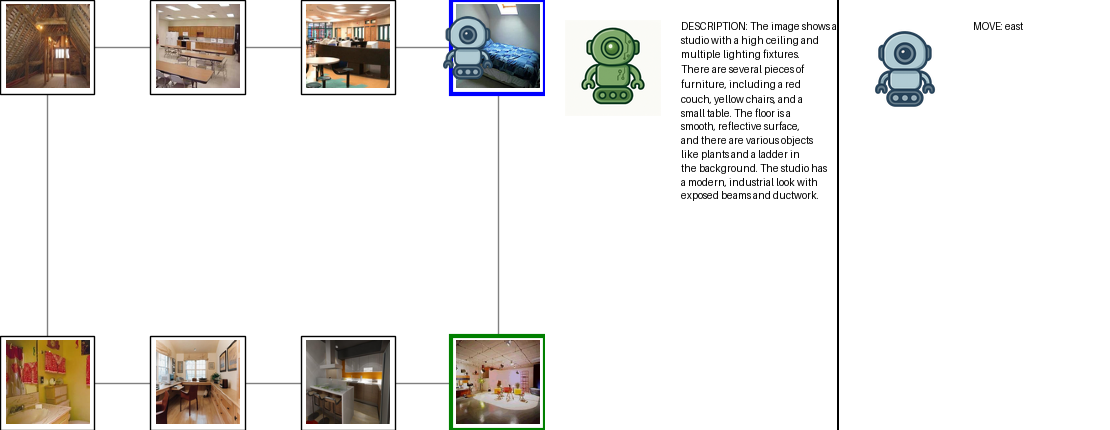 DESCRIPTION: The image shows a
studio with a high ceiling and
multiple lighting fixtures.
There are several pieces of
furniture, including a red
couch, yellow chairs, and a
small table. The floor is a
smooth, reflective surface,
and there are various objects
like plants and a ladder in
the background. The studio has
a modern, industrial look with
exposed beams and ductwork.
MOVE: east